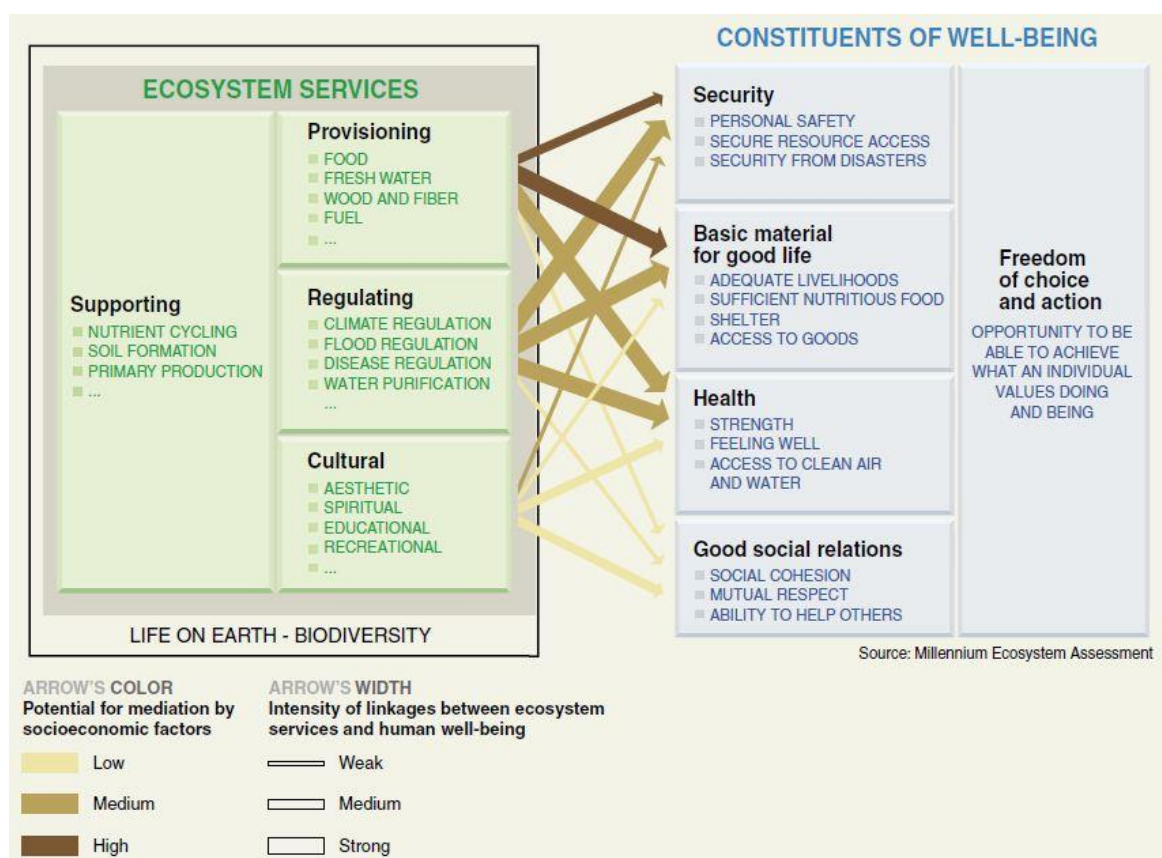 CONSTITUENTS OF WELL-BEING
ECOSYSTEM SERVICES
Supporting
NUTRIENT CYCLING
SOIL FORMATION
PRIMARY PRODUCTION
...
Provisioning
FOOD
FRESH WATER
WOOD AND FIBER
FUEL
...
Regulating
CLIMATE REGULATION
FLOOD REGULATION
DISEASE REGULATION
WATER PURIFICATION
...
Cultural
AESTHETIC
SPIRITUAL
EDUCATIONAL
RECREATIONAL
...
LIFE ON EARTH - BIODIVERSITY
Security
PERSONAL SAFETY
SECURE RESOURCE ACCESS
SECURITY FROM DISASTERS
Basic material
for good life
ADEQUATE LIVELIHOODS
SUFFICIENT NUTRITIOUS FOOD
SHELTER
ACCESS TO GOODS
Health
STRENGTH
FEELING WELL
ACCESS TO CLEAN AIR
AND WATER
Good social relations
SOCIAL COHESION
MUTUAL RESPECT
ABILITY TO HELP OTHERS
Freedom
of choice
and action
OPPORTUNITY TO BE
ABLE TO ACHIEVE
WHAT AN INDIVIDUAL
VALUES DOING
AND BEING
Source: Millennium Ecosystem Assessment
ARROW'S COLOR
Potential for mediation by
socioeconomic factors
Low
Medium
High
ARROW'S WIDTH
Intensity of linkages between ecosystem
services and human well-being
Weak
Medium
Strong